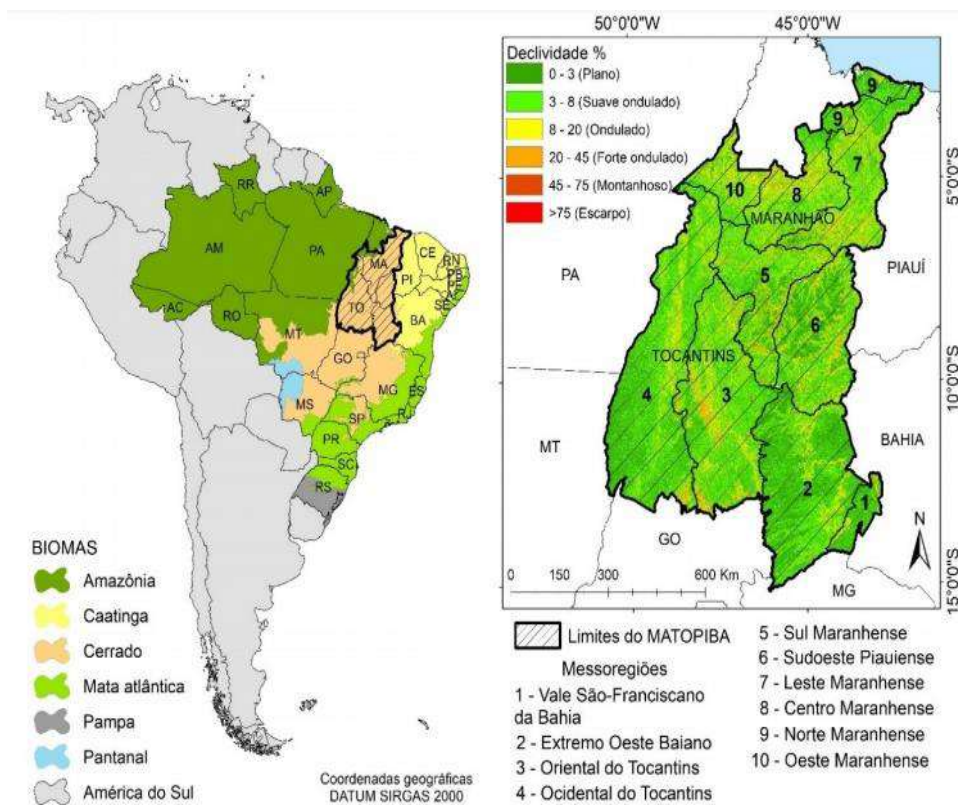 RR
AP
AM
PA
MA
CE
RN
PB
PE
SE
PI
TO
AC
RO
BA
MT
GO
MG
ES
MS
SP
RJ
PR
SC
RS
BIOMAS
Amazônia
Caatinga
Cerrado
Mata atlântica
Pampa
Pantanal
América do Sul
Coordenadas geográficas
DATUM SIRGAS 2000
50°0'0"W 45°0'0"W
Declividade %
0 - 3 (Plano)
3 - 8 (Suave ondulado)
8 - 20 (Ondulado)
20 - 45 (Forte ondulado)
45 - 75 (Montanhoso)
>75 (Escarpo)
9
9
7
10
8
MARANHÃO
5
PA
PIAUÍ
6
TOCANTINS
4
3
MT
BAHIA
2
1
N
GO
MG
0 150 300 600 Km
5°0'0"S
10°0'0"S
15°0'0"S
Limites do MATOPIBA
Messoregiões
1 - Vale São-Franciscano
da Bahia
2 - Extremo Oeste Baiano
3 - Oriental do Tocantins
4 - Ocidental do Tocantins
5 - Sul Maranhense
6 - Sudoeste Piauiense
7 - Leste Maranhense
8 - Centro Maranhense
9 - Norte Maranhense
10 - Oeste Maranhense